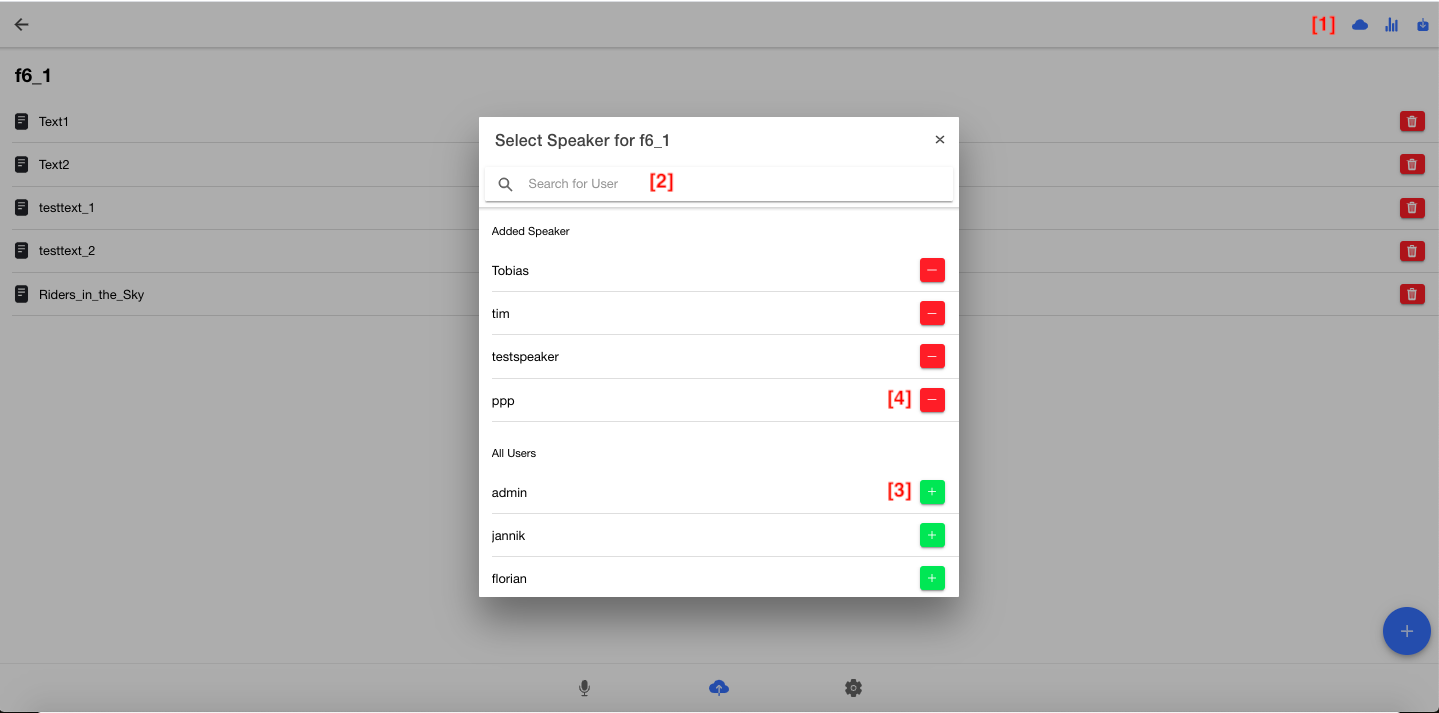 [1]
f6_1
Text1
Text2
testtext_1
testtext_2
Riders_in_the_Sky
Select Speaker for f6_1
Search for User [2]
Added Speaker
Tobias
tim
testspeaker
ppp [4]
All Users
admin [3]
jannik
florian